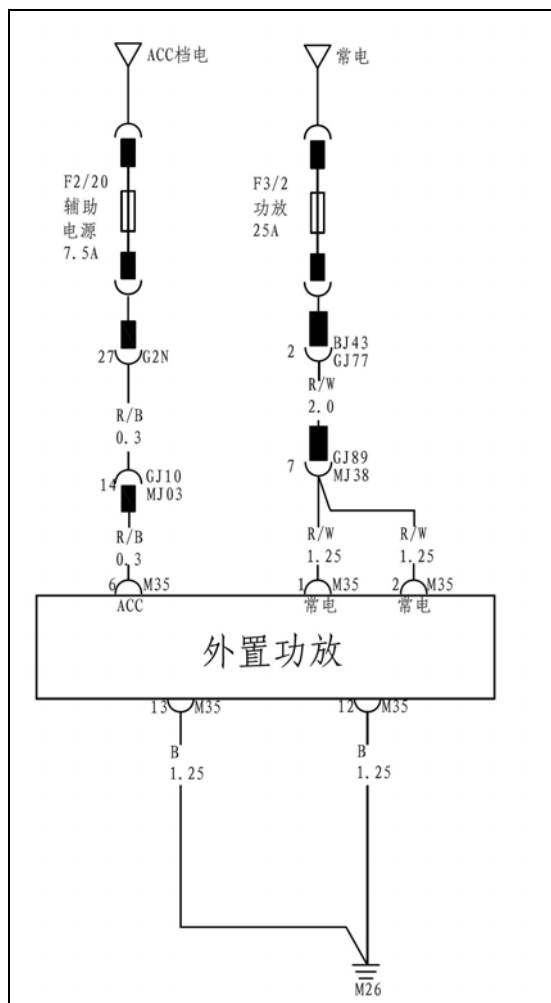 ACC档电
常电
F2/20
辅助
电源
7.5A
F3/2
功放
25A
27 G2N
2 BJ43
GJ77
R/W
2.0
R/B
0.3
14 GJ10
MJ03
7 GJ89
MJ38
R/B
0.3
R/W
1.25
R/W
1.25
6 M35
1 M35
2 M35
ACC
常电
常电
外置功放
13 M35
12 M35
B
1.25
B
1.25
M26